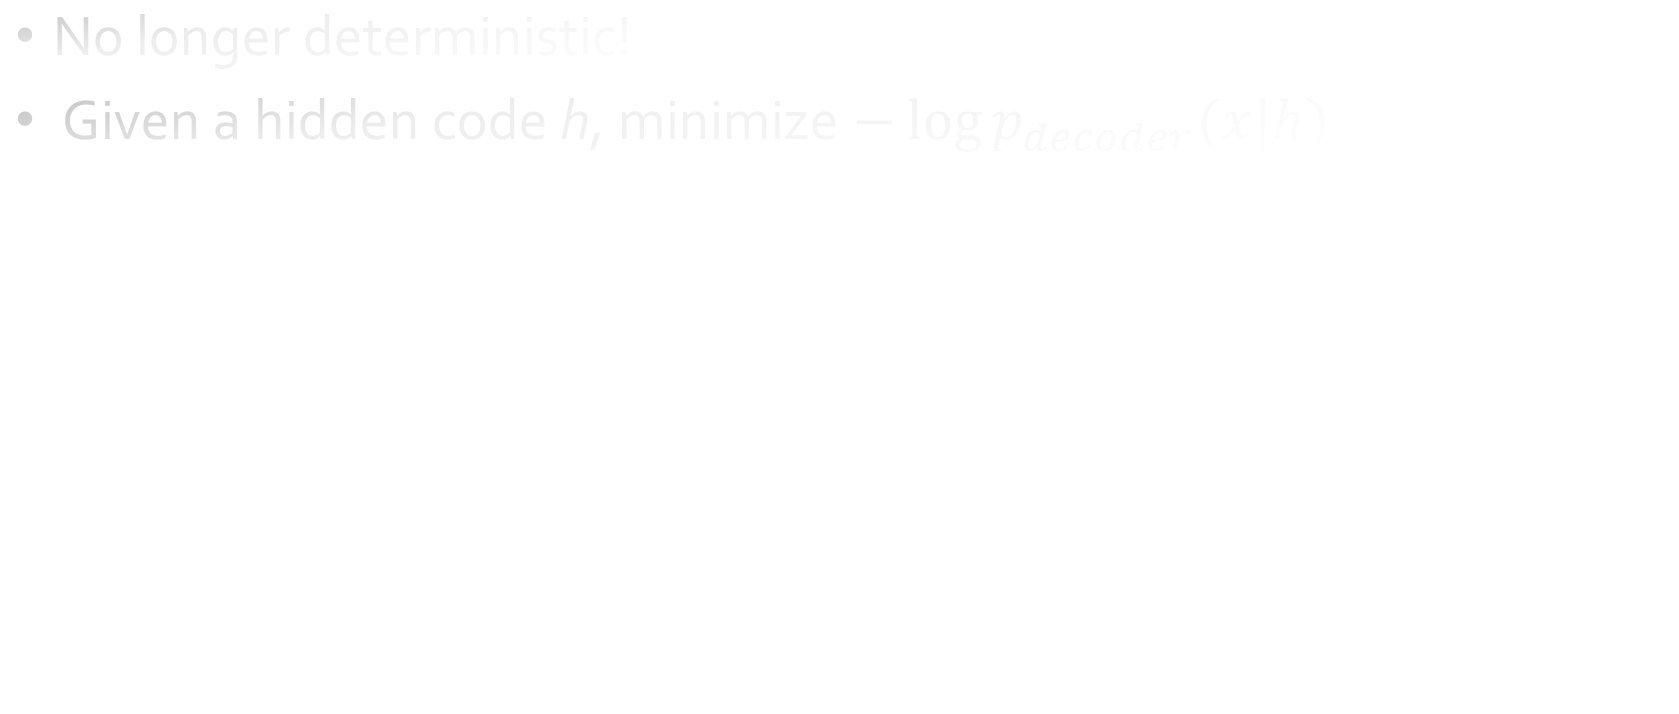 • No longer deterministic!
• Given a hidden code h, minimize − log p_decoder (x|h)